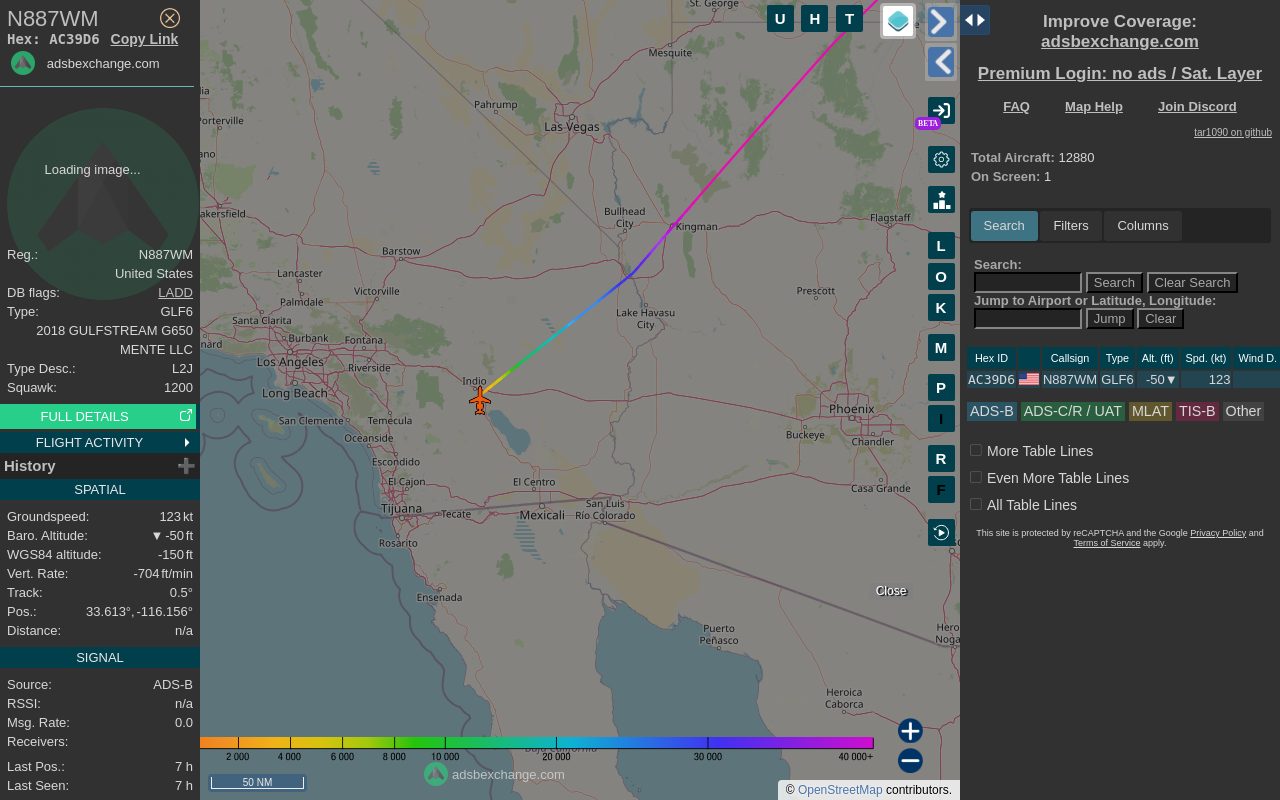 N887WM
Hex: AC39D6 Copy Link
adsbexchange.com
Loading image...
Reg.: N887WM
United States
DB flags: LADD
Type: GLF6
2018 GULFSTREAM G650
MENTE LLC
Type Desc.: L2J
Squawk: 1200
FULL DETAILS
FLIGHT ACTIVITY
History
SPATIAL
Groundspeed: 123 kt
Baro. Altitude: ▼ -50 ft
WGS84 altitude: -150 ft
Vert. Rate: -704 ft/min
Track: 0.5°
Pos.: 33.613°, -116.156°
Distance: n/a
SIGNAL
Source: ADS-B
RSSI: n/a
Msg. Rate: 0.0
Receivers:
Last Pos.: 7 h
Last Seen: 7 h
St. George
Mesquite
Pahrump
Las Vegas
Porterville
Bullhead
City
Kingman
Flagstaff
Barstow
Lancaster
Victorville
Palmdale
Prescott
Santa Clarita
Lake Havasu
City
Burbank
Fontana
Los Angeles
Riverside
Indio
Long Beach
San Clemente
Temecula
Phoenix
Oceanside
Buckeye
Chandler
Escondido
El Cajon
El Centro
Casa Grande
Tijuana
Tecate
Mexicali
San Luis
Río Colorado
Rosarito
Ensenada
Puerto
Peñasco
Heroica
Caborca
U H T
BETA
L
O
K
M
P
I
R
F
Close
2 000 4 000 6 000 8 000 10 000 20 000 30 000 40 000+
adsbexchange.com
50 NM
© OpenStreetMap contributors.
Improve Coverage:
adsbexchange.com
Premium Login: no ads / Sat. Layer
FAQ Map Help Join Discord
tar1090 on github
Total Aircraft: 12880
On Screen: 1
Search Filters Columns
Search:
Search Clear Search
Jump to Airport or Latitude, Longitude:
Jump Clear
Hex ID Callsign Type Alt. (ft) Spd. (kt) Wind D.
AC39D6 N887WM GLF6 -50▼ 123
ADS-B ADS-C/R / UAT MLAT TIS-B Other
More Table Lines
Even More Table Lines
All Table Lines
This site is protected by reCAPTCHA and the Google Privacy Policy and
Terms of Service apply.